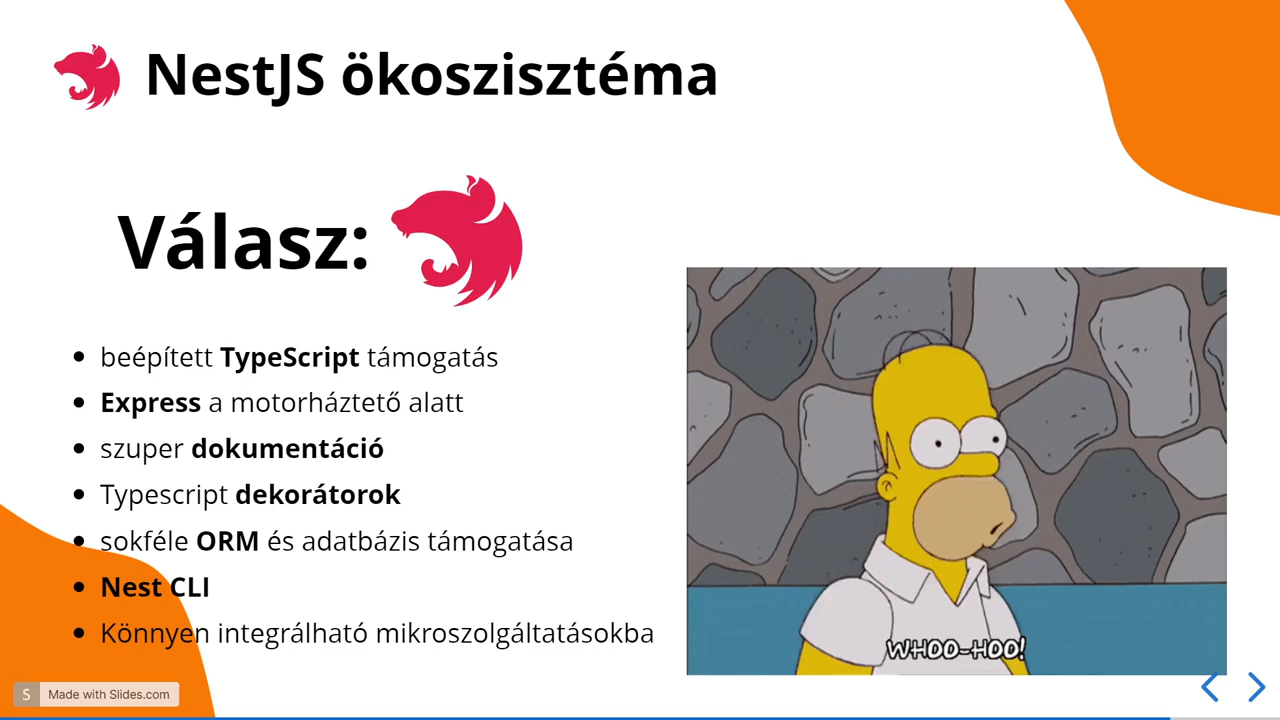 NestJS ökoszisztéma
Válasz:
beépített TypeScript támogatás
Express a motorháztető alatt
szuper dokumentáció
Typescript dekorátorok
sokféle ORM és adatbázis támogatása
Nest CLI
Könnyen integrálható mikroszolgáltatásokba
WHOO-HOO!
S Made with Slides.com